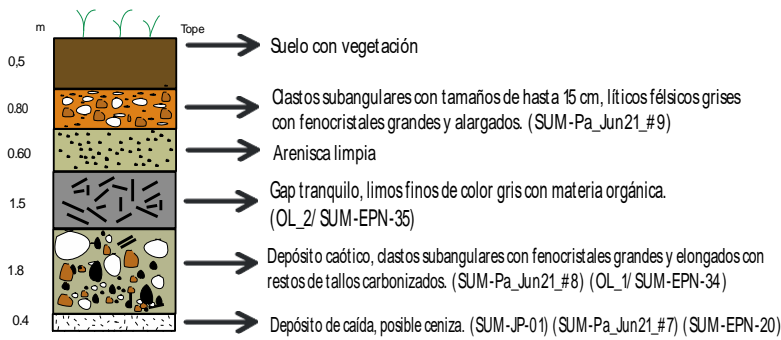 m
Tope
Suelo con vegetación
0,5
Clastos subangulares con tamaños de hasta 15 cm, líticos félsicos grises
0.80
con fenocristales grandes y alargados. (SUM-Pa_Jun21_#9)
0.60
Arenisca limpia
Gap tranquilo, limos finos de color gris con materia orgánica.
1.5
(OL_2/ SUM-EPN-35)
Depósito caótico, clastos subangulares con fenocristales grandes y elongados con
1.8
restos de tallos carbonizados. (SUM-Pa_Jun21_#8) (OL_1/ SUM-EPN-34)
0.4
Depósito de caída, posible ceniza. (SUM-JP-01) (SUM-Pa_Jun21_#7) (SUM-EPN-20)